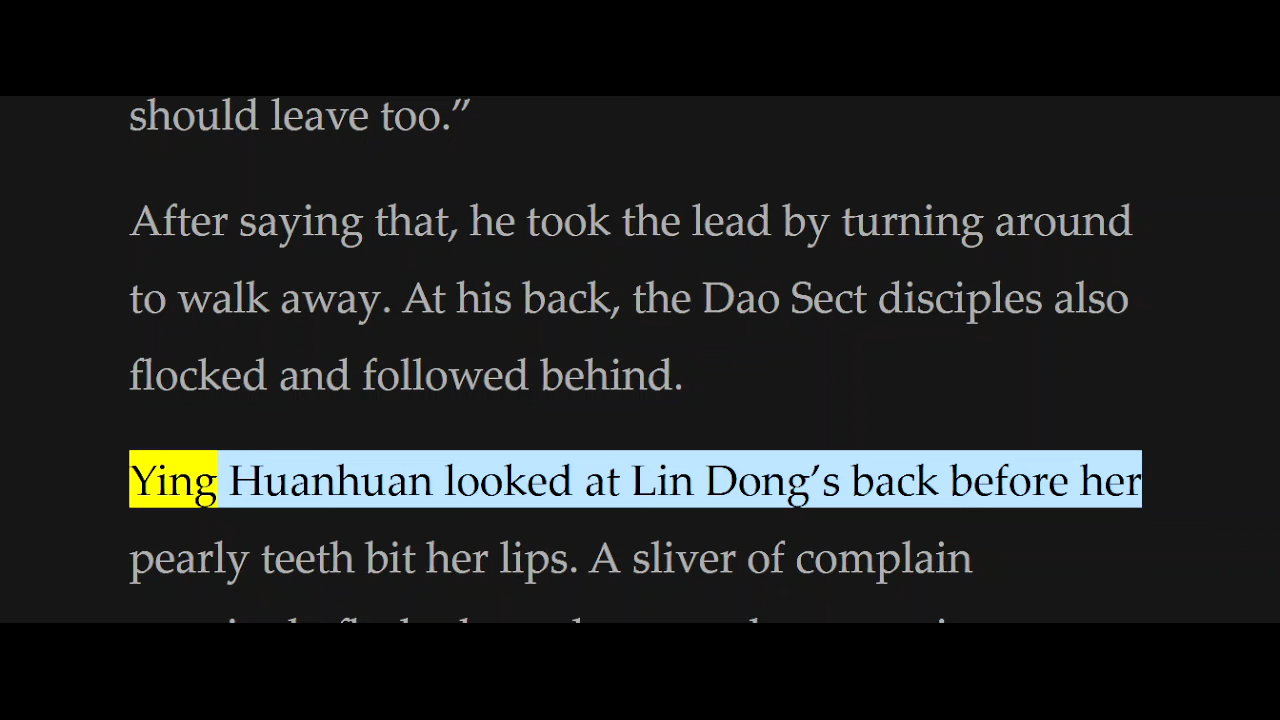 should leave too.”
After saying that, he took the lead by turning around
to walk away. At his back, the Dao Sect disciples also
flocked and followed behind.
Ying Huanhuan looked at Lin Dong’s back before her
pearly teeth bit her lips. A sliver of complain